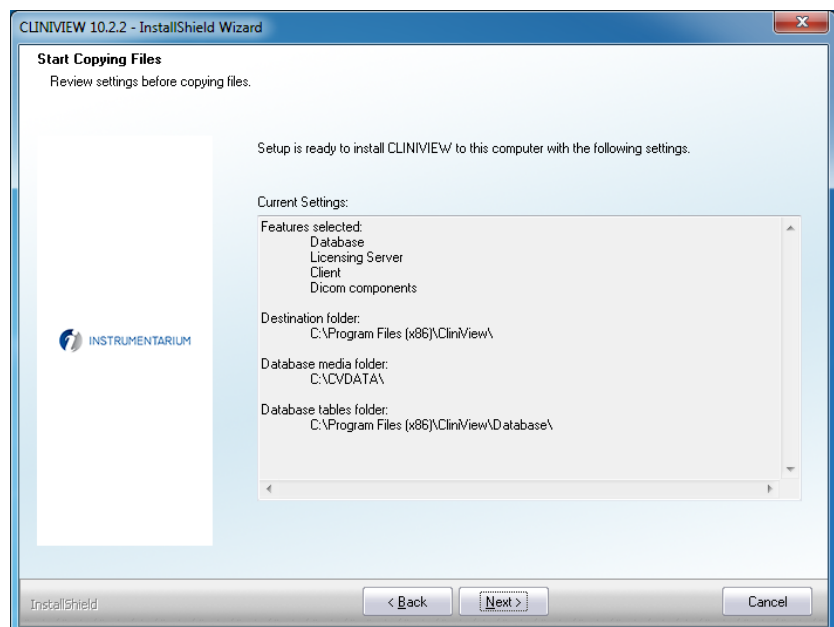 CLINIVIEW 10.2.2 - InstallShield Wizard
Start Copying Files
Review settings before copying files.
Setup is ready to install CLINIVIEW to this computer with the following settings.
Current Settings:
Features selected:
Database
Licensing Server
Client
Dicom components
Destination folder:
C:\Program Files (x86)\CliniView\
Database media folder:
C:\CVDATA\
Database tables folder:
C:\Program Files (x86)\CliniView\Database\
INSTRUMENTARIUM
InstallShield
< Back
Next >
Cancel